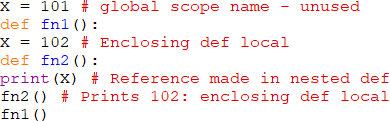 X = 101 # global scope name - unused
def fn1():
X = 102 # Enclosing def local
def fn2():
print(X) # Reference made in nested def
fn2() # Prints 102: enclosing def local
fn1()